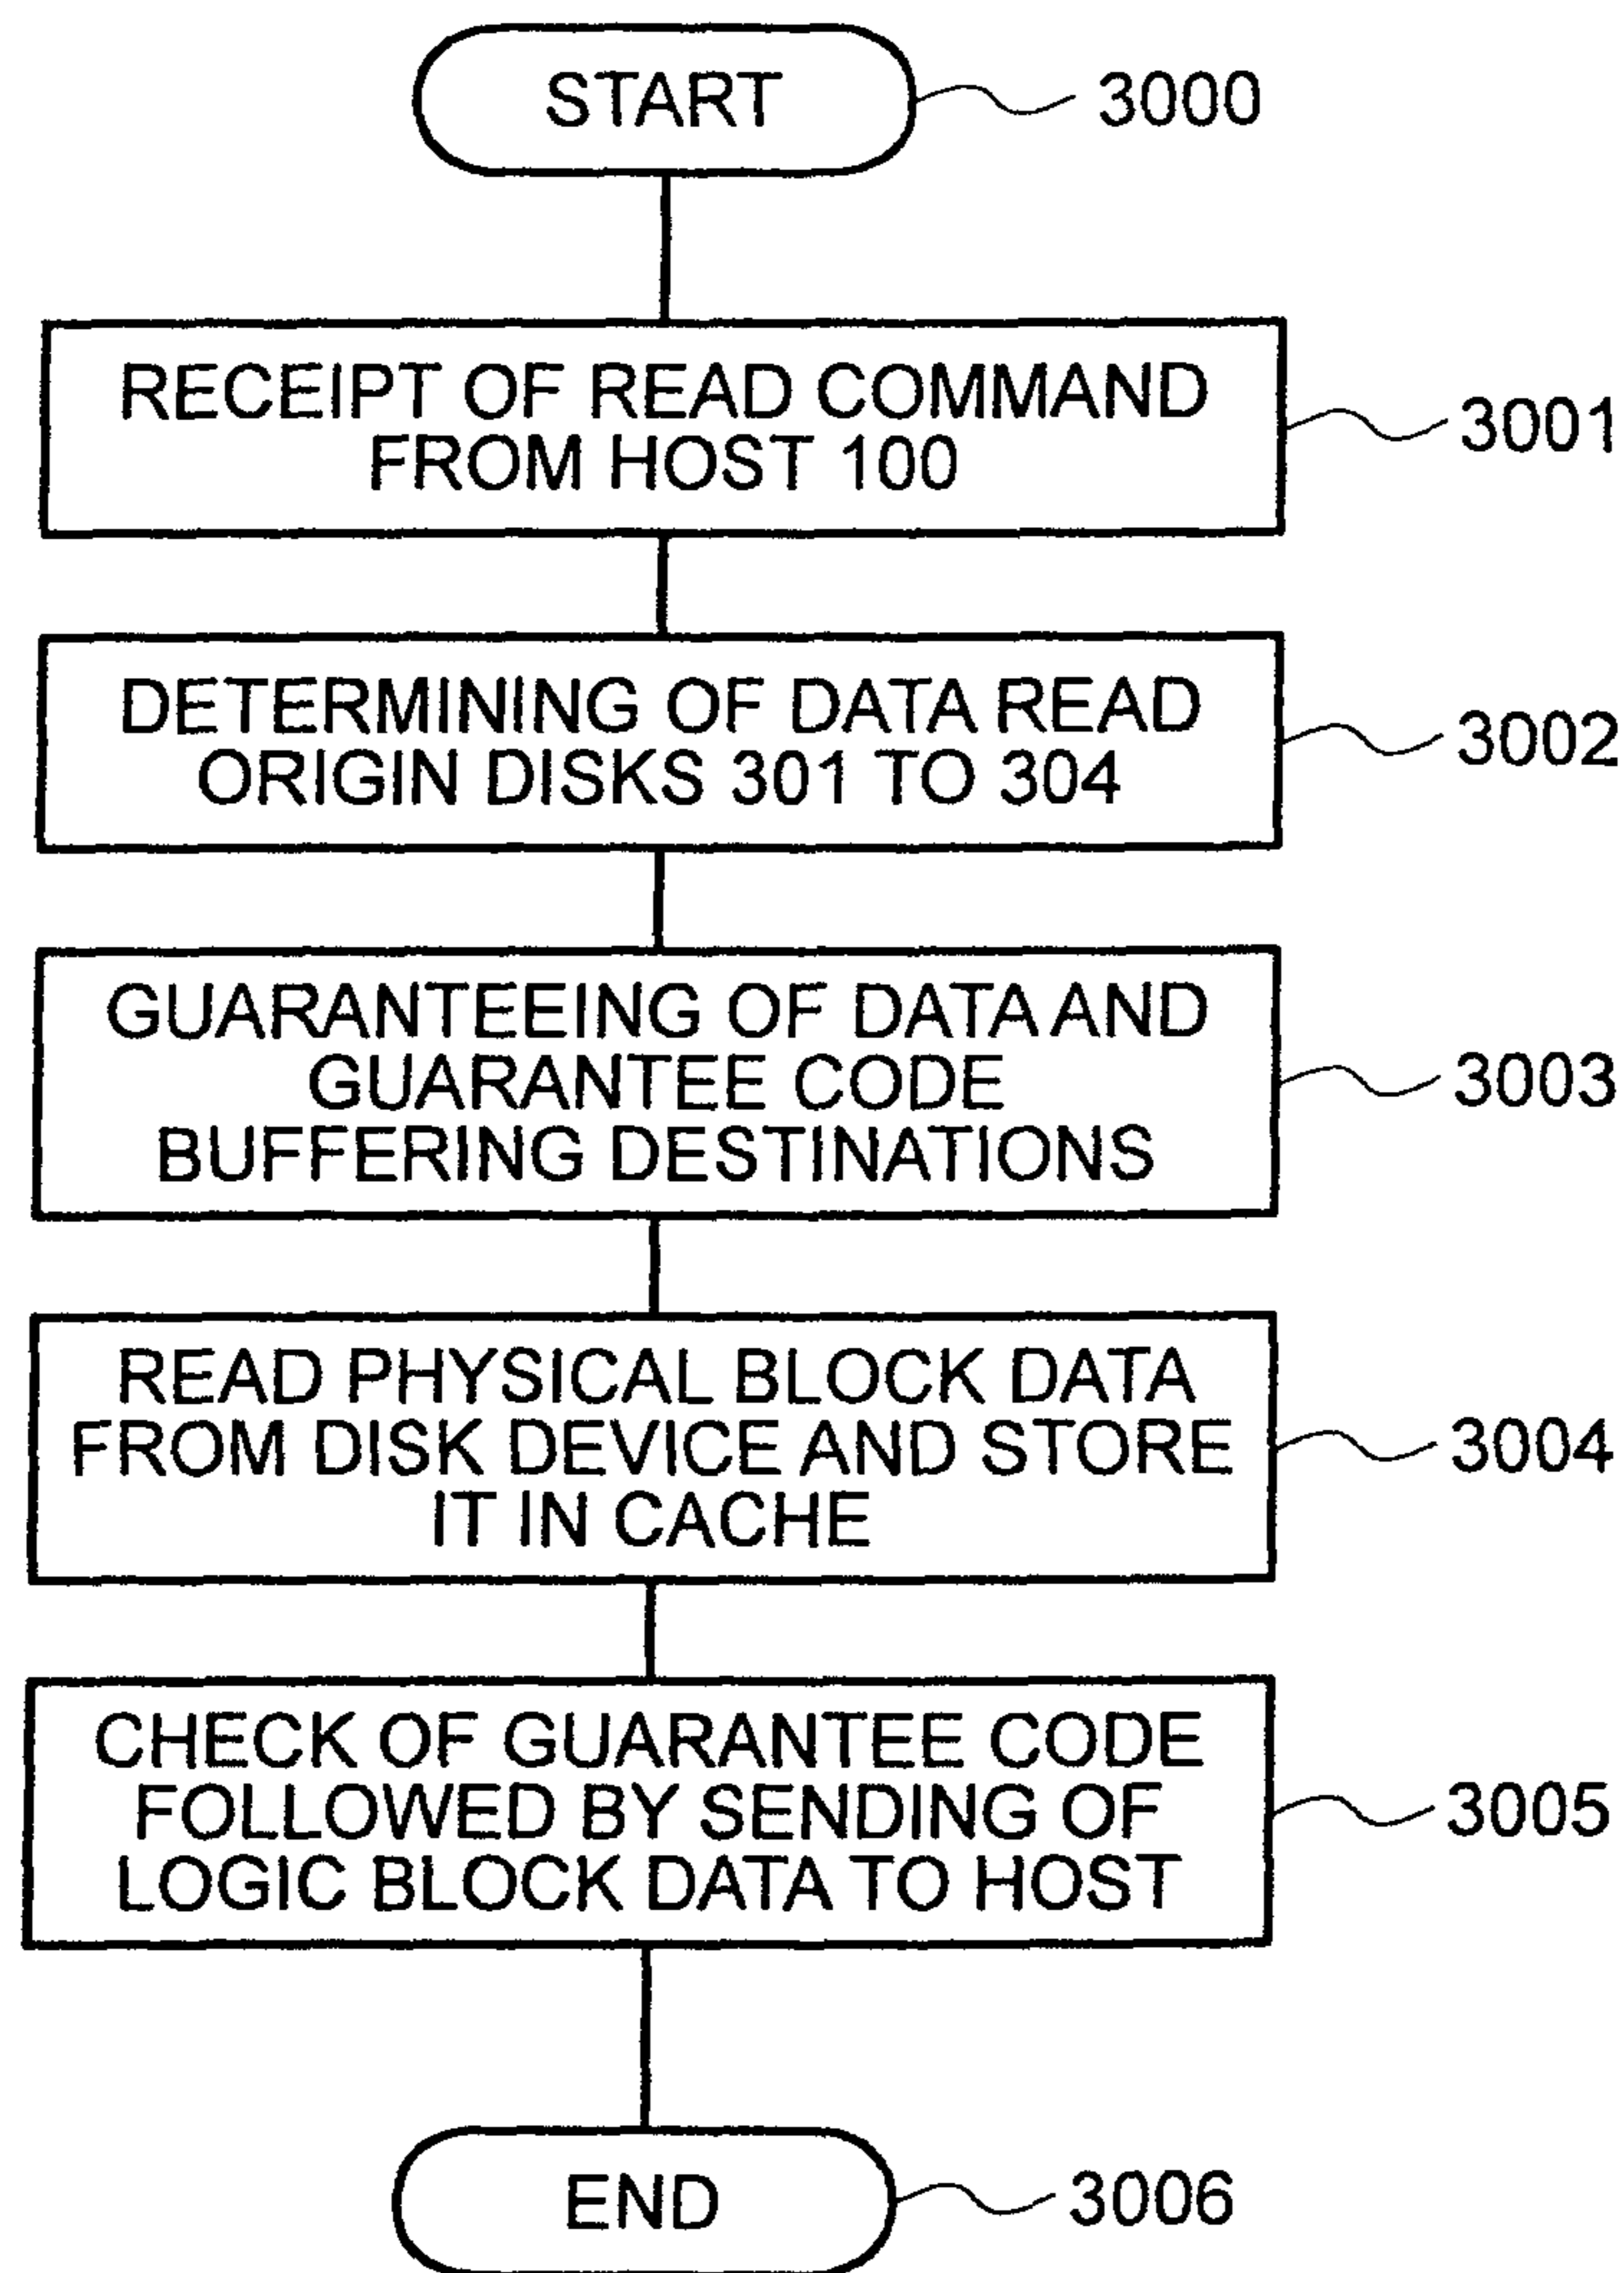 START
3000
RECEIPT OF READ COMMAND
FROM HOST 100
3001
DETERMINING OF DATA READ
ORIGIN DISKS 301 TO 304
3002
GUARANTEEING OF DATA AND
GUARANTEE CODE
BUFFERING DESTINATIONS
3003
READ PHYSICAL BLOCK DATA
FROM DISK DEVICE AND STORE
IT IN CACHE
3004
CHECK OF GUARANTEE CODE
FOLLOWED BY SENDING OF
LOGIC BLOCK DATA TO HOST
3005
END
3006